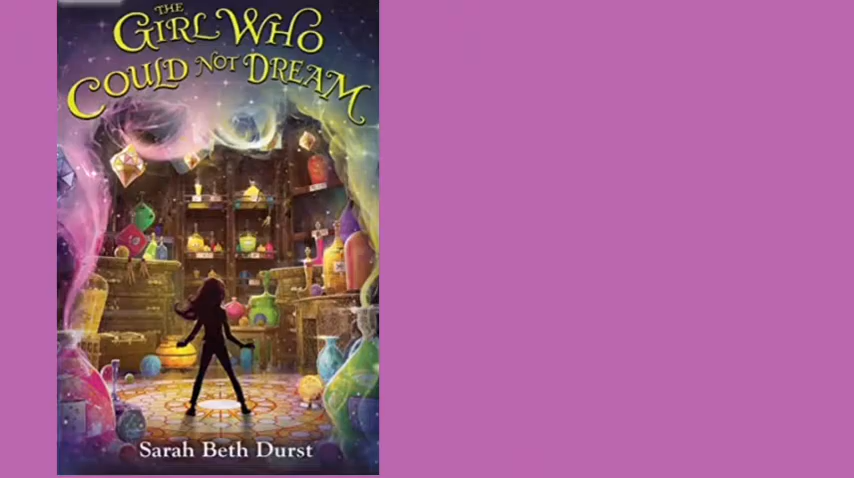 THE
GIRL WHO
COULD NOT DREAM
Sarah Beth Durst